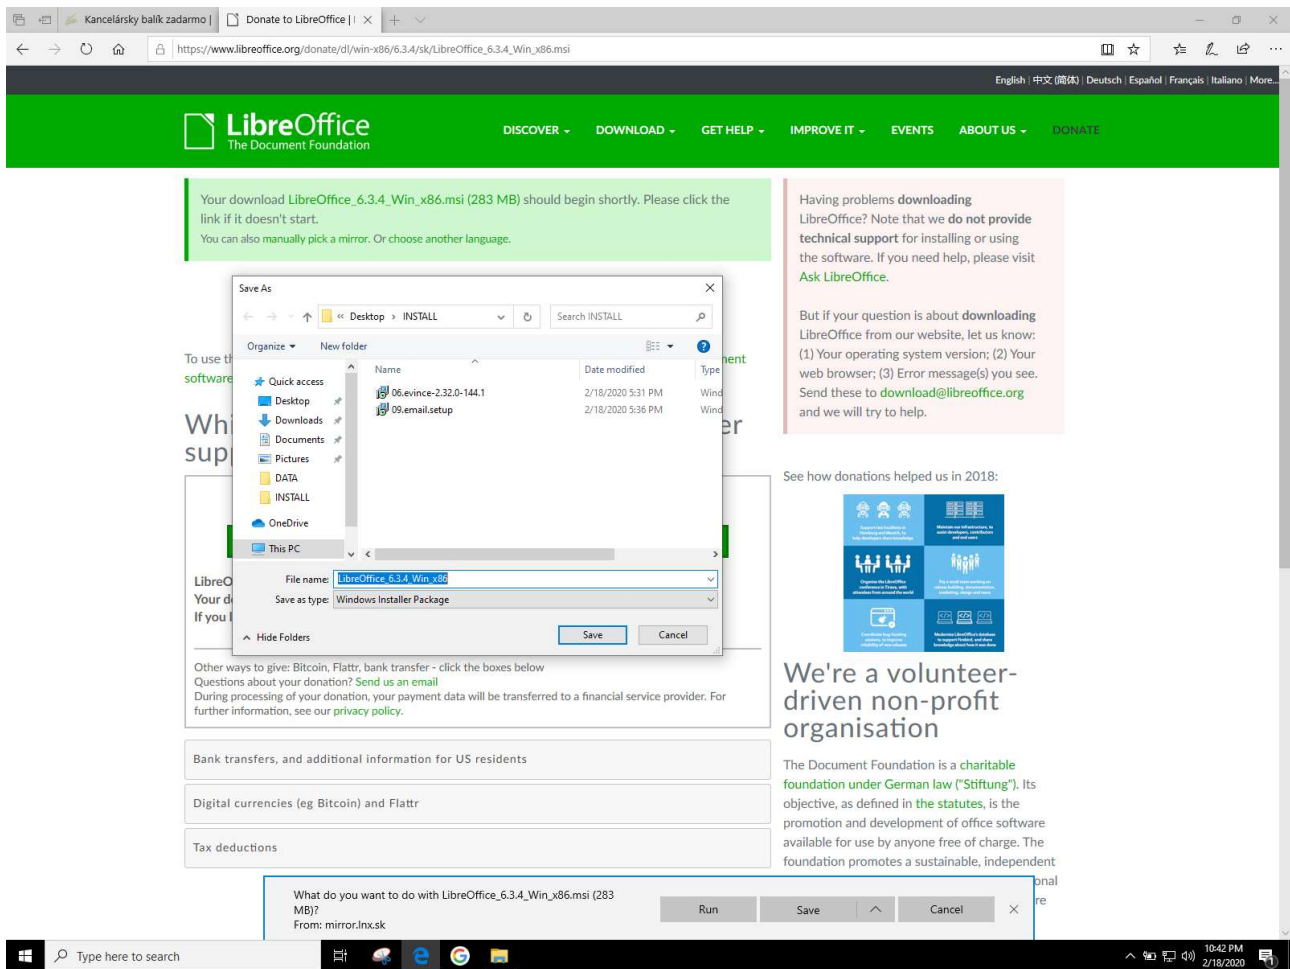 Kancelársky balík zadarmo |
Donate to LibreOffice |
https://www.libreoffice.org/donate/dl/win-x86/6.3.4/sk/LibreOffice_6.3.4_Win_x86.msi
English | 中文 (简体) | Deutsch | Español | Français | Italiano | More...
LibreOffice
The Document Foundation
DISCOVER DOWNLOAD GET HELP IMPROVE IT EVENTS ABOUT US DONATE
Your download LibreOffice_6.3.4_Win_x86.msi (283 MB) should begin shortly. Please click the
link if it doesn't start.
You can also manually pick a mirror. Or choose another language.
Having problems downloading
LibreOffice? Note that we do not provide
technical support for installing or using
the software. If you need help, please visit
Ask LibreOffice.
But if your question is about downloading
LibreOffice from our website, let us know:
(1) Your operating system version; (2) Your
web browser; (3) Error message(s) you see.
Send these to download@libreoffice.org
and we will try to help.
Save As
« Desktop › INSTALL
Search INSTALL
Organize
New folder
Name Date modified Type
06.evince-2.32.0-144.1 2/18/2020 5:31 PM Wind
09.email.setup 2/18/2020 5:36 PM Wind
Quick access
Desktop
Downloads
Documents
Pictures
DATA
INSTALL
OneDrive
This PC
File name: LibreOffice_6.3.4_Win_x86
Save as type: Windows Installer Package
Hide Folders
Save Cancel
To use th
ment
software
Whi
er
sup
LibreO
Your d
If you l
Other ways to give: Bitcoin, Flattr, bank transfer - click the boxes below
Questions about your donation? Send us an email
During processing of your donation, your payment data will be transferred to a financial service provider. For
further information, see our privacy policy.
Bank transfers, and additional information for US residents
Digital currencies (eg Bitcoin) and Flattr
Tax deductions
See how donations helped us in 2018:
We're a volunteer-
driven non-profit
organisation
The Document Foundation is a charitable
foundation under German law ("Stiftung"). Its
objective, as defined in the statutes, is the
promotion and development of office software
available for use by anyone free of charge. The
foundation promotes a sustainable, independent
onal
re
What do you want to do with LibreOffice_6.3.4_Win_x86.msi (283
MB)?
From: mirror.lnx.sk
Run Save Cancel
Type here to search
10:42 PM
2/18/2020